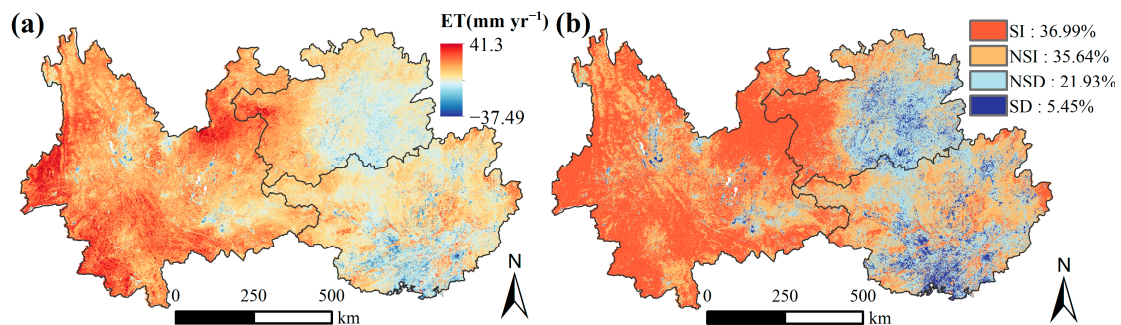 (a)
ET(mm yr⁻¹)
41.3
−37.49
N
0 250 500
km
(b)
SI : 36.99%
NSI : 35.64%
NSD : 21.93%
SD : 5.45%
N
0 250 500
km